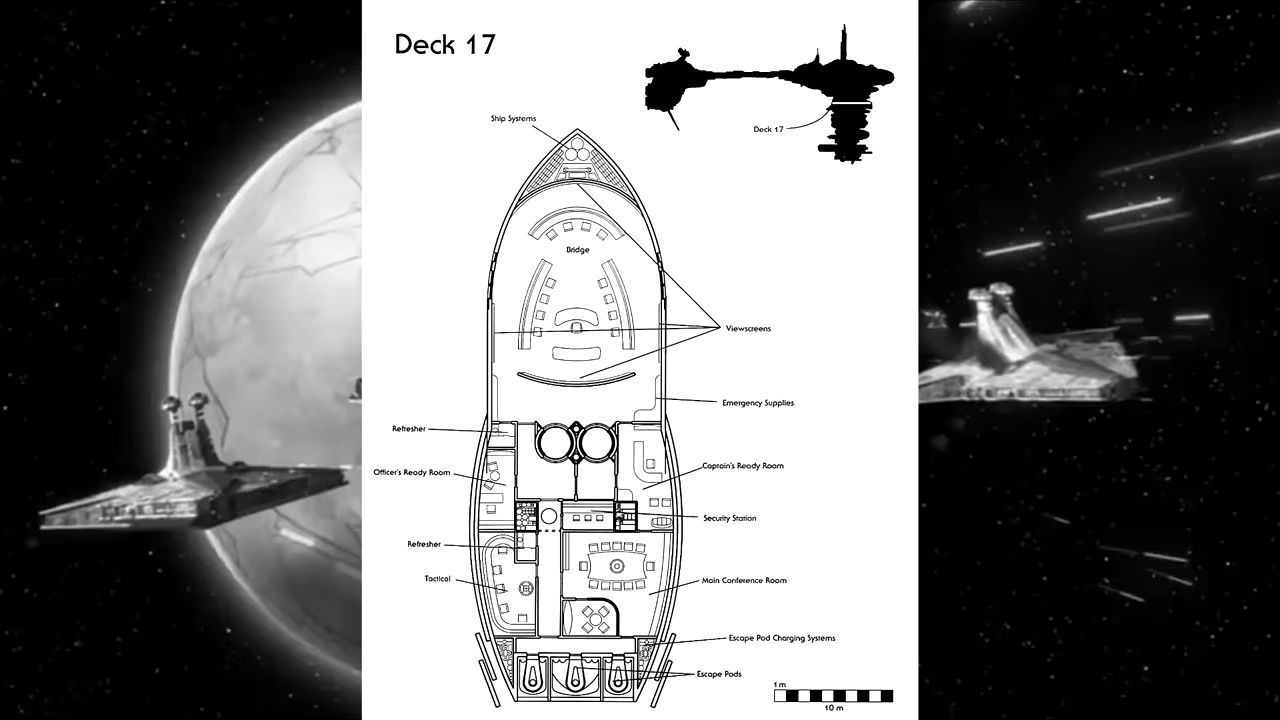 Deck 17
Deck 17
Ship Systems
Bridge
Viewscreens
Emergency Supplies
Refresher
Officer's Ready Room
Captain's Ready Room
Security Station
Refresher
Tactical
Main Conference Room
Escape Pod Charging Systems
Escape Pods
1 m
10 m